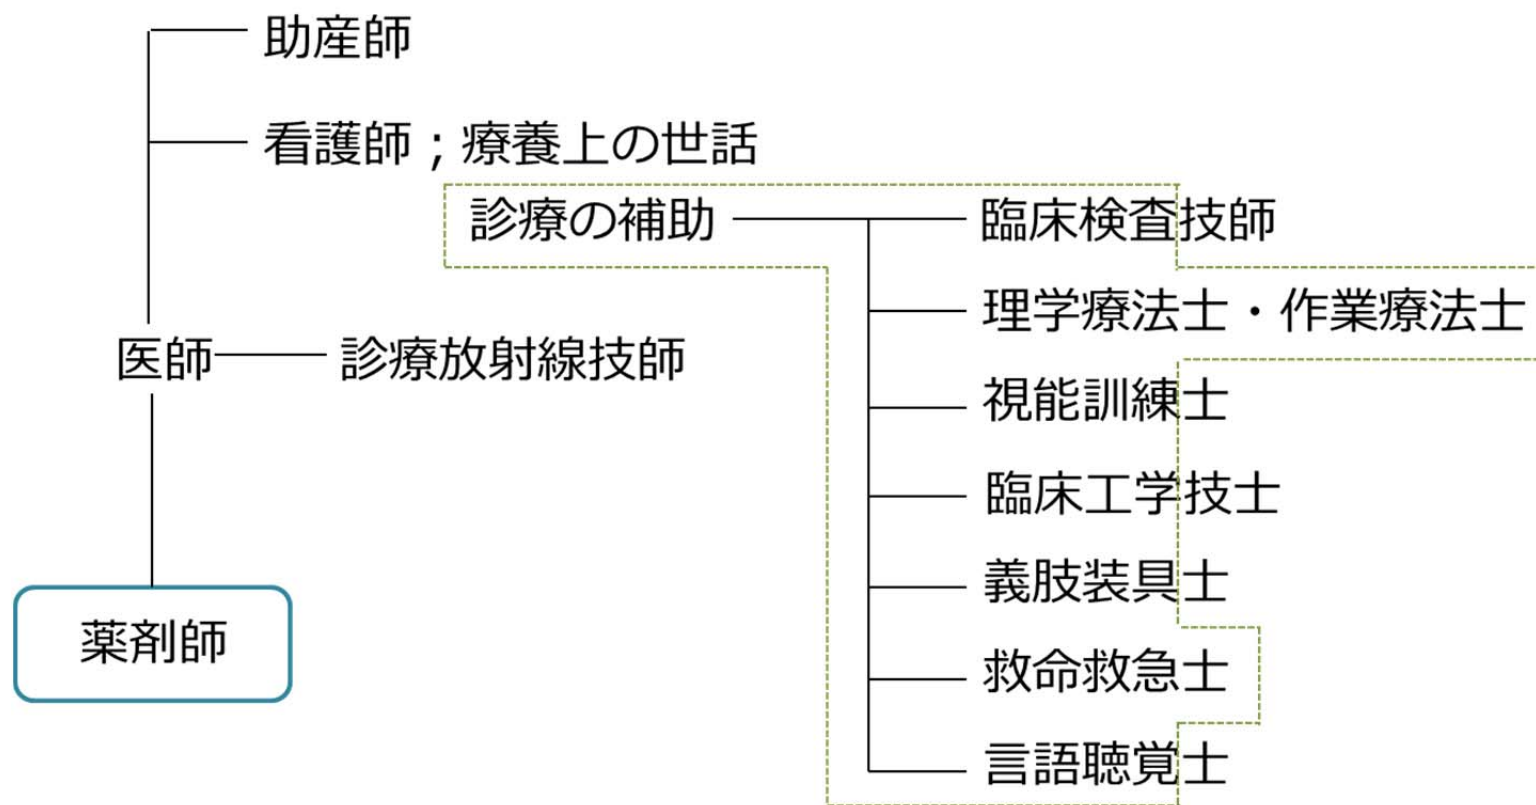 助産師
看護師；療養上の世話
診療の補助
臨床検査技師
理学療法士・作業療法士
医師
診療放射線技師
視能訓練士
臨床工学技士
義肢装具士
薬剤師
救命救急士
言語聴覚士